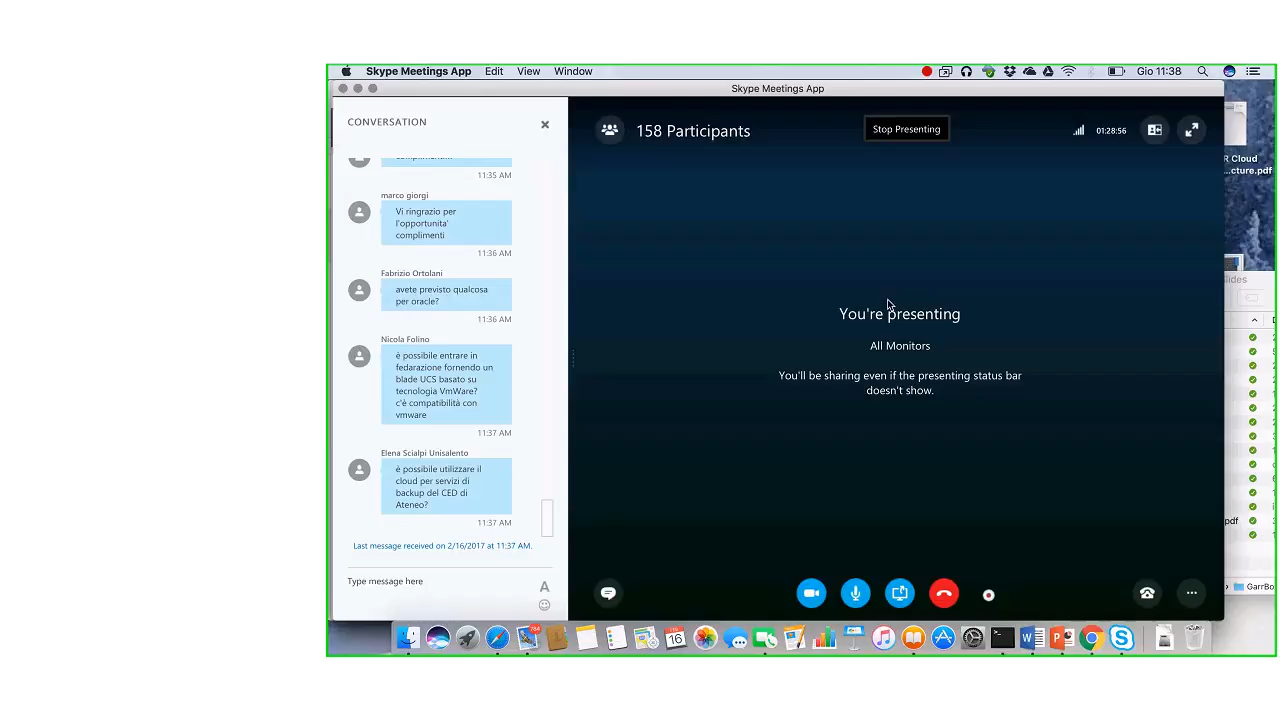 Skype Meetings App Edit View Window Gio 11:38
Skype Meetings App
CONVERSATION
11:35 AM
marco giorgi
Vi ringrazio per
l'opportunita'
complimenti
11:36 AM
Fabrizio Ortolani
avete previsto qualcosa
per oracle?
11:36 AM
Nicola Folino
è possibile entrare in
fedarazione fornendo un
blade UCS basato su
tecnologia VmWare?
c'è compatibilità con
vmware
11:37 AM
Elena Scialpi Unisalento
è possibile utilizzare il
cloud per servizi di
backup del CED di
Ateneo?
11:37 AM
Last message received on 2/16/2017 at 11:37 AM.
Type message here
A
158 Participants
Stop Presenting
01:28:56
You're presenting
All Monitors
You'll be sharing even if the presenting status bar
doesn't show.
R Cloud
...cture.pdf
lides
pdf
GarrBo
16